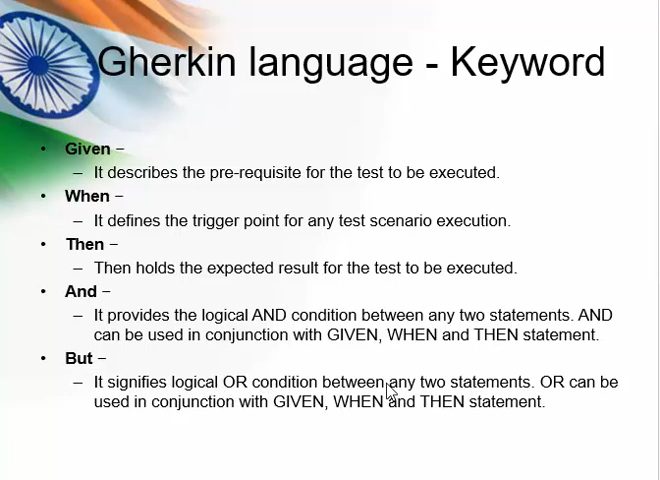 Gherkin language - Keyword
• Given –
– It describes the pre-requisite for the test to be executed.
• When –
– It defines the trigger point for any test scenario execution.
• Then –
– Then holds the expected result for the test to be executed.
• And –
– It provides the logical AND condition between any two statements. AND
can be used in conjunction with GIVEN, WHEN and THEN statement.
• But –
– It signifies logical OR condition between any two statements. OR can be
used in conjunction with GIVEN, WHEN and THEN statement.